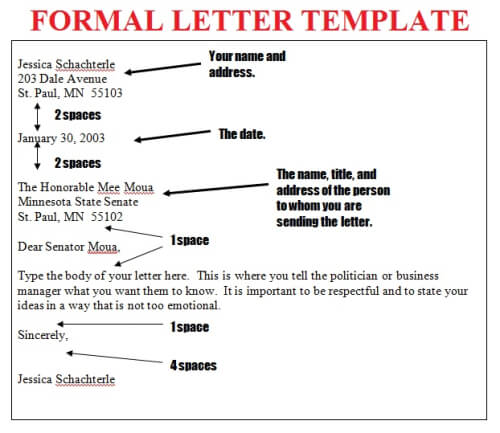 FORMAL LETTER TEMPLATE
Jessica Schachterle
203 Dale Avenue
St. Paul, MN  55103
Your name and
address.
2 spaces
January 30, 2003
The date.
2 spaces
The Honorable Mee Moua
Minnesota State Senate
St. Paul, MN  55102
The name, title, and
address of the person
to whom you are
sending the letter.
1 space
Dear Senator Moua,
Type the body of your letter here.  This is where you tell the politician or business
manager what you want them to know.  It is important to be respectful and to state your
ideas in a way that is not too emotional.
1 space
Sincerely,
4 spaces
Jessica Schachterle